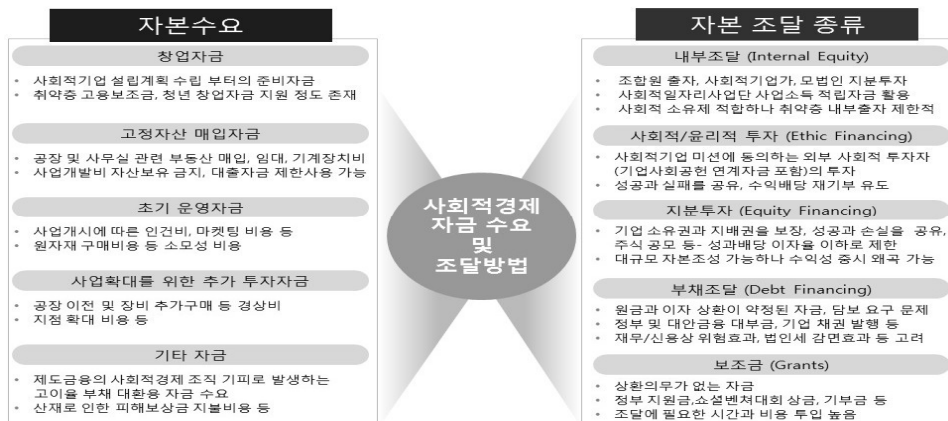 자본수요
창업자금
• 사회적기업 설립계획 수립 부터의 준비자금
• 취약층 고용보조금, 청년 창업자금 지원 정도 존재
고정자산 매입자금
• 공장 및 사무실 관련 부동산 매입, 임대, 기계장치비
• 사업개발비 자산보유 금지, 대출자금 제한사용 가능
초기 운영자금
• 사업개시에 따른 인건비, 마켓팅 비용 등
• 원자재 구매비용 등 소모성 비용
사업확대를 위한 추가 투자자금
• 공장 이전 및 장비 추가구매 등 경상비
• 지점 확대 비용 등
기타 자금
• 제도금융의 사회적경제 조직 기피로 발생하는
고이율 부채 대환용 자금 수요
• 산재로 인한 피해보상금 지불비용 등
사회적경제
자금 수요
및
조달방법
자본 조달 종류
내부조달 (Internal Equity)
• 조합원 출자, 사회적기업가, 모법인 지분투자
• 사회적일자리사업단 사업소득 적립자금 활용
• 사회적 소유제 적합하나 취약층 내부출자 제한적
사회적/윤리적 투자 (Ethic Financing)
• 사회적기업 미션에 동의하는 외부 사회적 투자자
(기업사회공헌 연계자금 포함)의 투자
• 성공과 실패를 공유, 수익배당 재기부 유도
지분투자 (Equity Financing)
• 기업 소유권과 지배권을 보장, 성공과 손실을 공유,
주식 공모 등- 성과배당 이자율 이하로 제한
• 대규모 자본조성 가능하나 수익성 중시 왜곡 가능
부채조달 (Debt Financing)
• 원금과 이자 상환이 약정된 자금, 담보 요구 문제
• 정부 및 대안금융 대부금, 기업 채권 발행 등
• 재무/신용상 위험효과, 법인세 감면효과 등 고려
보조금 (Grants)
• 상환의무가 없는 자금
• 정부 지원금,쇼셜벤쳐대회 상금, 기부금 등
• 조달에 필요한 시간과 비용 투입 높음